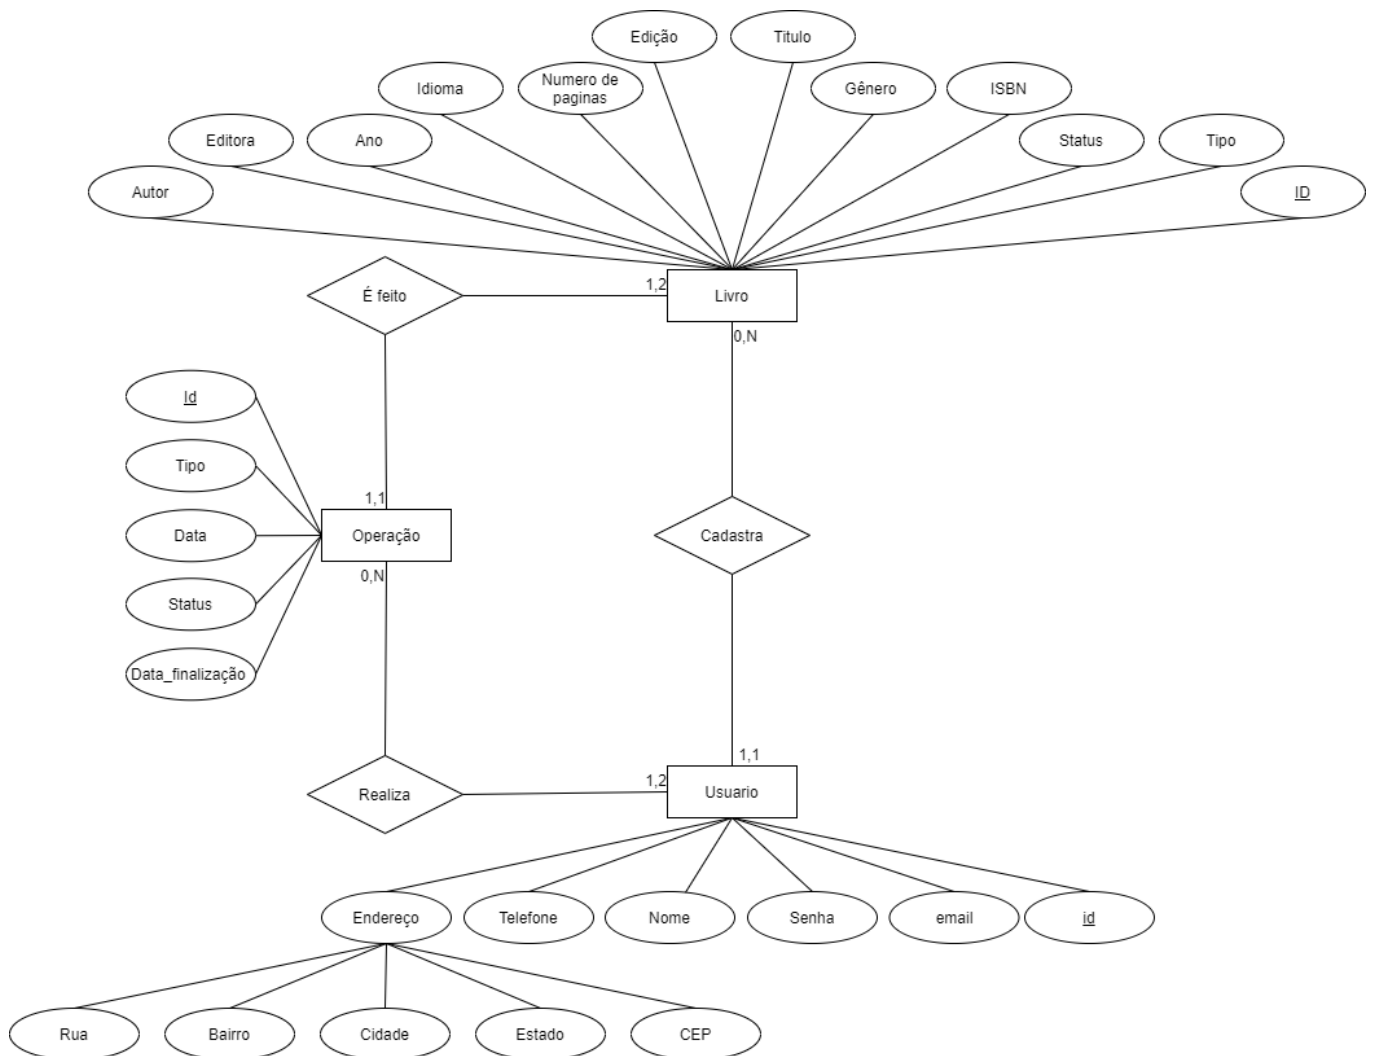 Edição
Titulo
Idioma
Numero de
paginas
Gênero
ISBN
Editora
Ano
Status
Tipo
Autor
ID
É feito
1,2
Livro
0,N
Id
Tipo
1,1
Data
Operação
Cadastra
0,N
Status
Data_finalização
1,1
Realiza
1,2
Usuario
Endereço
Telefone
Nome
Senha
email
id
Rua
Bairro
Cidade
Estado
CEP